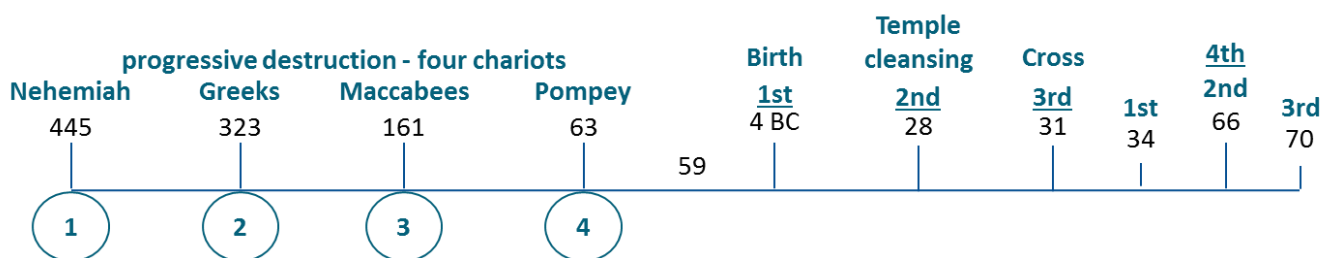 progressive destruction - four chariots
Nehemiah
445
Greeks
323
Maccabees
161
Pompey
63
59
Birth
1st
4 BC
Temple
cleansing
2nd
28
Cross
3rd
31
1st
34
4th
2nd
66
3rd
70
1
2
3
4